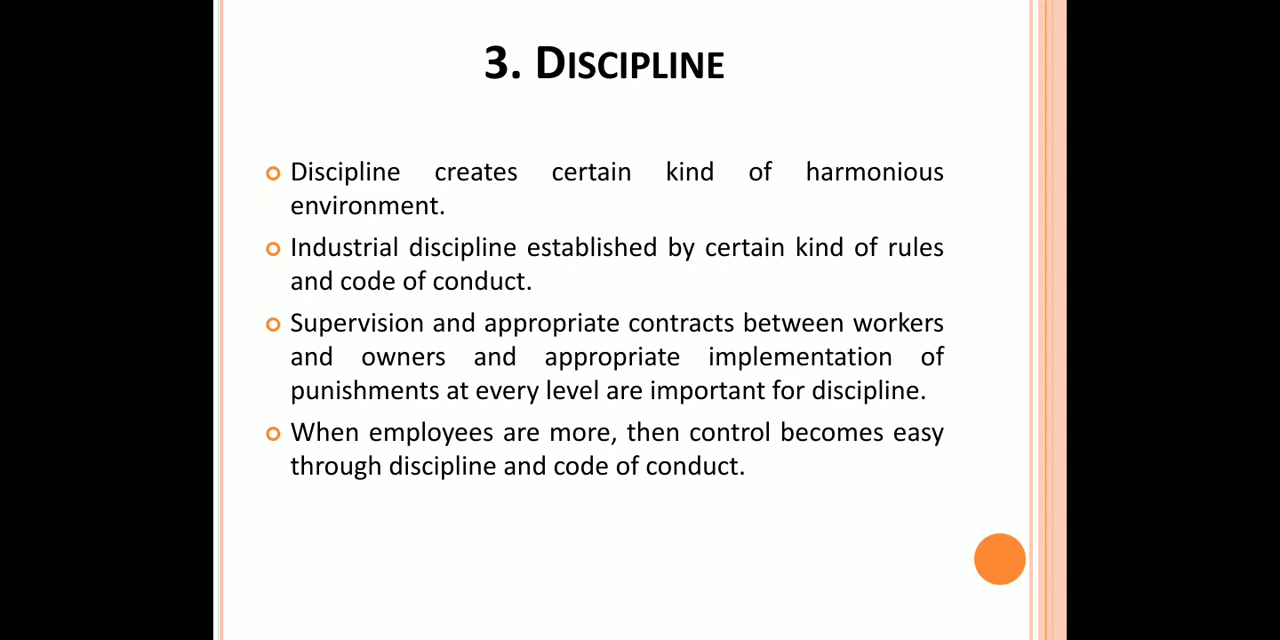 3. DISCIPLINE
Discipline creates certain kind of harmonious
environment.
Industrial discipline established by certain kind of rules
and code of conduct.
Supervision and appropriate contracts between workers
and owners and appropriate implementation of
punishments at every level are important for discipline.
When employees are more, then control becomes easy
through discipline and code of conduct.